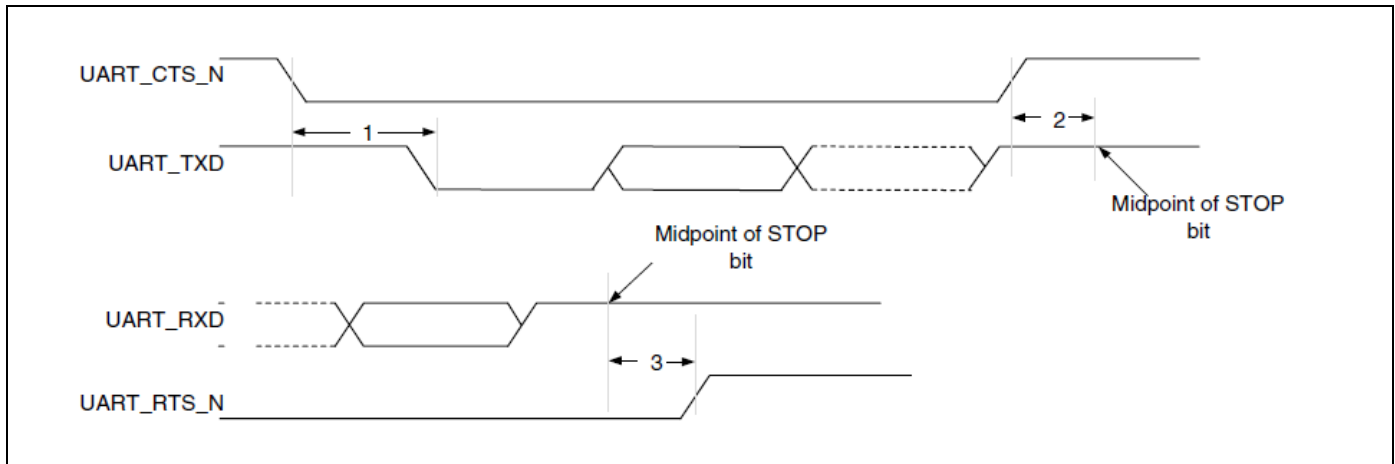 UART_CTS_N
1
2
UART_TXD
Midpoint of STOP
bit
Midpoint of STOP
bit
UART_RXD
3
UART_RTS_N